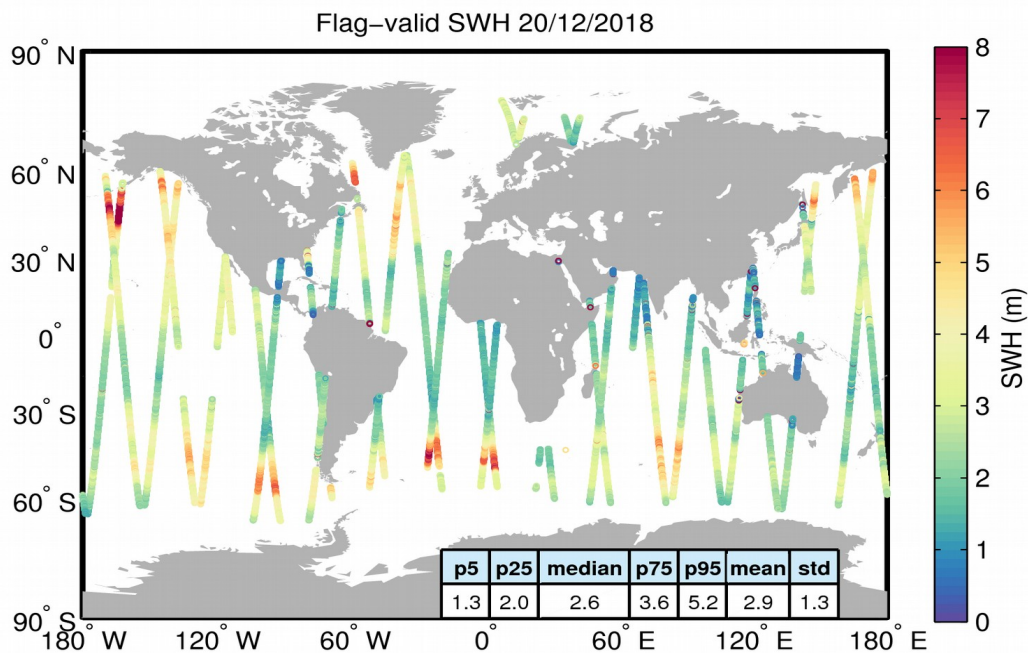 Flag−valid SWH 20/12/2018
90° N
60° N
30° N
0°
30° S
60° S
90° S
180° W
120° W
60° W
0°
60° E
120° E
180° E
p5 p25 median p75 p95 mean std
1.3 2.0 2.6 3.6 5.2 2.9 1.3
8
7
6
5
4
3
2
1
0
SWH (m)